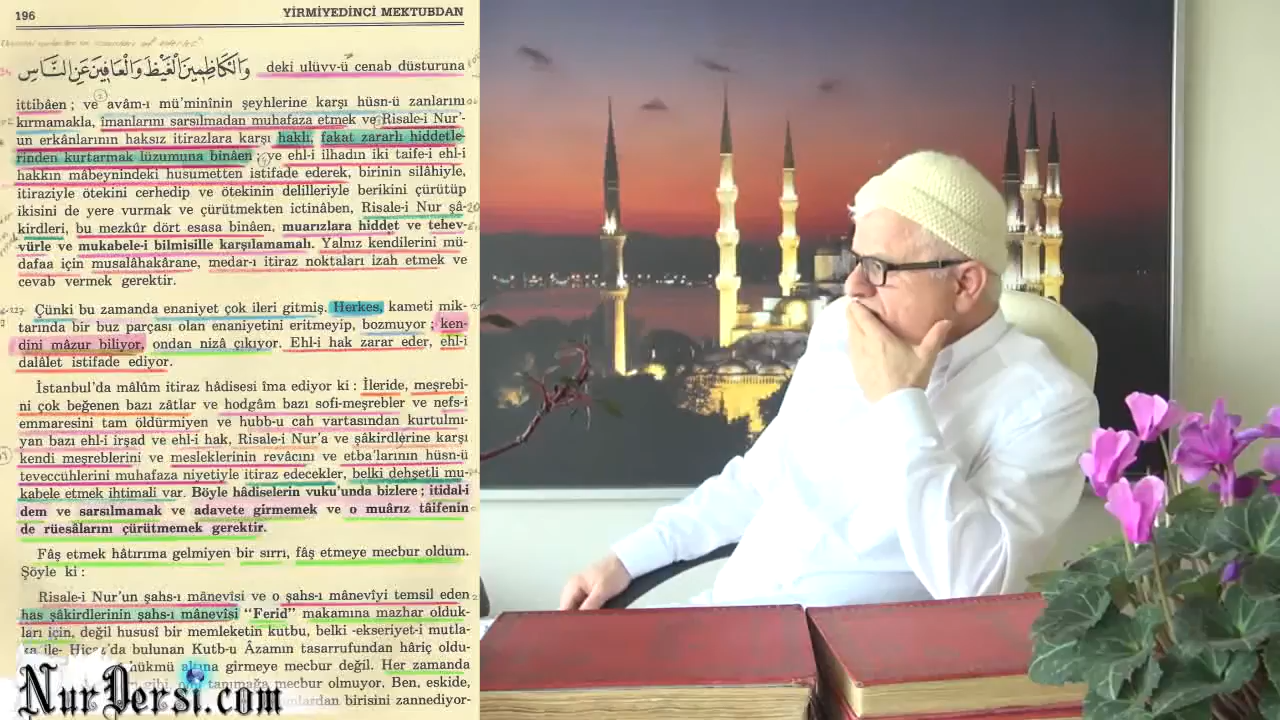 196
YİRMİYEDİNCİ MEKTUBDAN
وَالْكَاظِمِينَ الْغَيْظَ وَالْعَافِينَ عَنِ النَّاسِ deki ulüvv-ü cenab düsturuna
ittibâen ; ve avâm-ı mü'minînin şeyhlerine karşı hüsn-ü zanlarını
kırmamakla, îmanlarını sarsılmadan muhafaza etmek ve Risale-i Nur'-
un erkânlarının haksız itirazlara karşı haklı, fakat zararlı hiddetle-
rinden kurtarmak lüzumuna binâen ; ve ehl-i ilhadın iki taife-i ehl-i
hakkın mâbeynindeki husumetten istifade ederek, birinin silâhiyle,
itiraziyle ötekini cerhedip ve ötekinin delilleriyle berikini çürütüp
ikisini de yere vurmak ve çürütmekten ictinâben, Risale-i Nur şâ-
kirdleri, bu mezkûr dört esasa binâen, muarızlara hiddet ve tehev-
vürle ve mukabele-i bilmisille karşılamamalı. Yalnız kendilerini mü-
dafaa için musalâhakârane, medar-ı itiraz noktaları izah etmek ve
cevab vermek gerektir.
Çünki bu zamanda enaniyet çok ileri gitmiş. Herkes, kameti mik-
tarında bir buz parçası olan enaniyetini eritmeyip, bozmuyor ; ken-
dini mâzur biliyor, ondan nizâ çıkıyor. Ehl-i hak zarar eder, ehl-i
dalâlet istifade ediyor.
İstanbul'da mâlûm itiraz hâdisesi îma ediyor ki : İleride, meşrebi-
ni çok beğenen bazı zâtlar ve hodgâm bazı sofi-meşrebler ve nefs-i
emmaresini tam öldürmiyen ve hubb-u cah vartasından kurtulmı-
yan bazı ehl-i irşad ve ehl-i hak, Risale-i Nur'a ve şâkirdlerine karşı
kendi meşreblerini ve mesleklerinin revâcını ve etba'larının hüsn-ü
teveccühlerini muhafaza niyetiyle itiraz edecekler, belki dehşetli mu-
kabele etmek ihtimali var. Böyle hâdiselerin vuku'unda bizlere ; itidal-i
dem ve sarsılmamak ve adavete girmemek ve o muârız tâifenin
de rüesâlarını çürütmemek gerektir.
Fâş etmek hâtırıma gelmiyen bir sırrı, fâş etmeye mecbur oldum.
Şöyle ki :
Risale-i Nur'un şahs-ı mânevîsi ve o şahs-ı mânevîyi temsil eden
has şâkirdlerinin şahs-ı mânevîsi "Ferid" makamına mazhar olduk-
ları için, değil hususî bir memleketin kutbu, belki -ekseriyet-i mutla-
ka ile- Hicaz'da bulunan Kutb-u Âzamın tasarrufundan hâriç oldu-
hükmü altına girmeye mecbur değil. Her zamanda
gibi, onu tanımağa mecbur olmuyor. Ben, eskide,
birisini zannediyor-
NurDersi.com